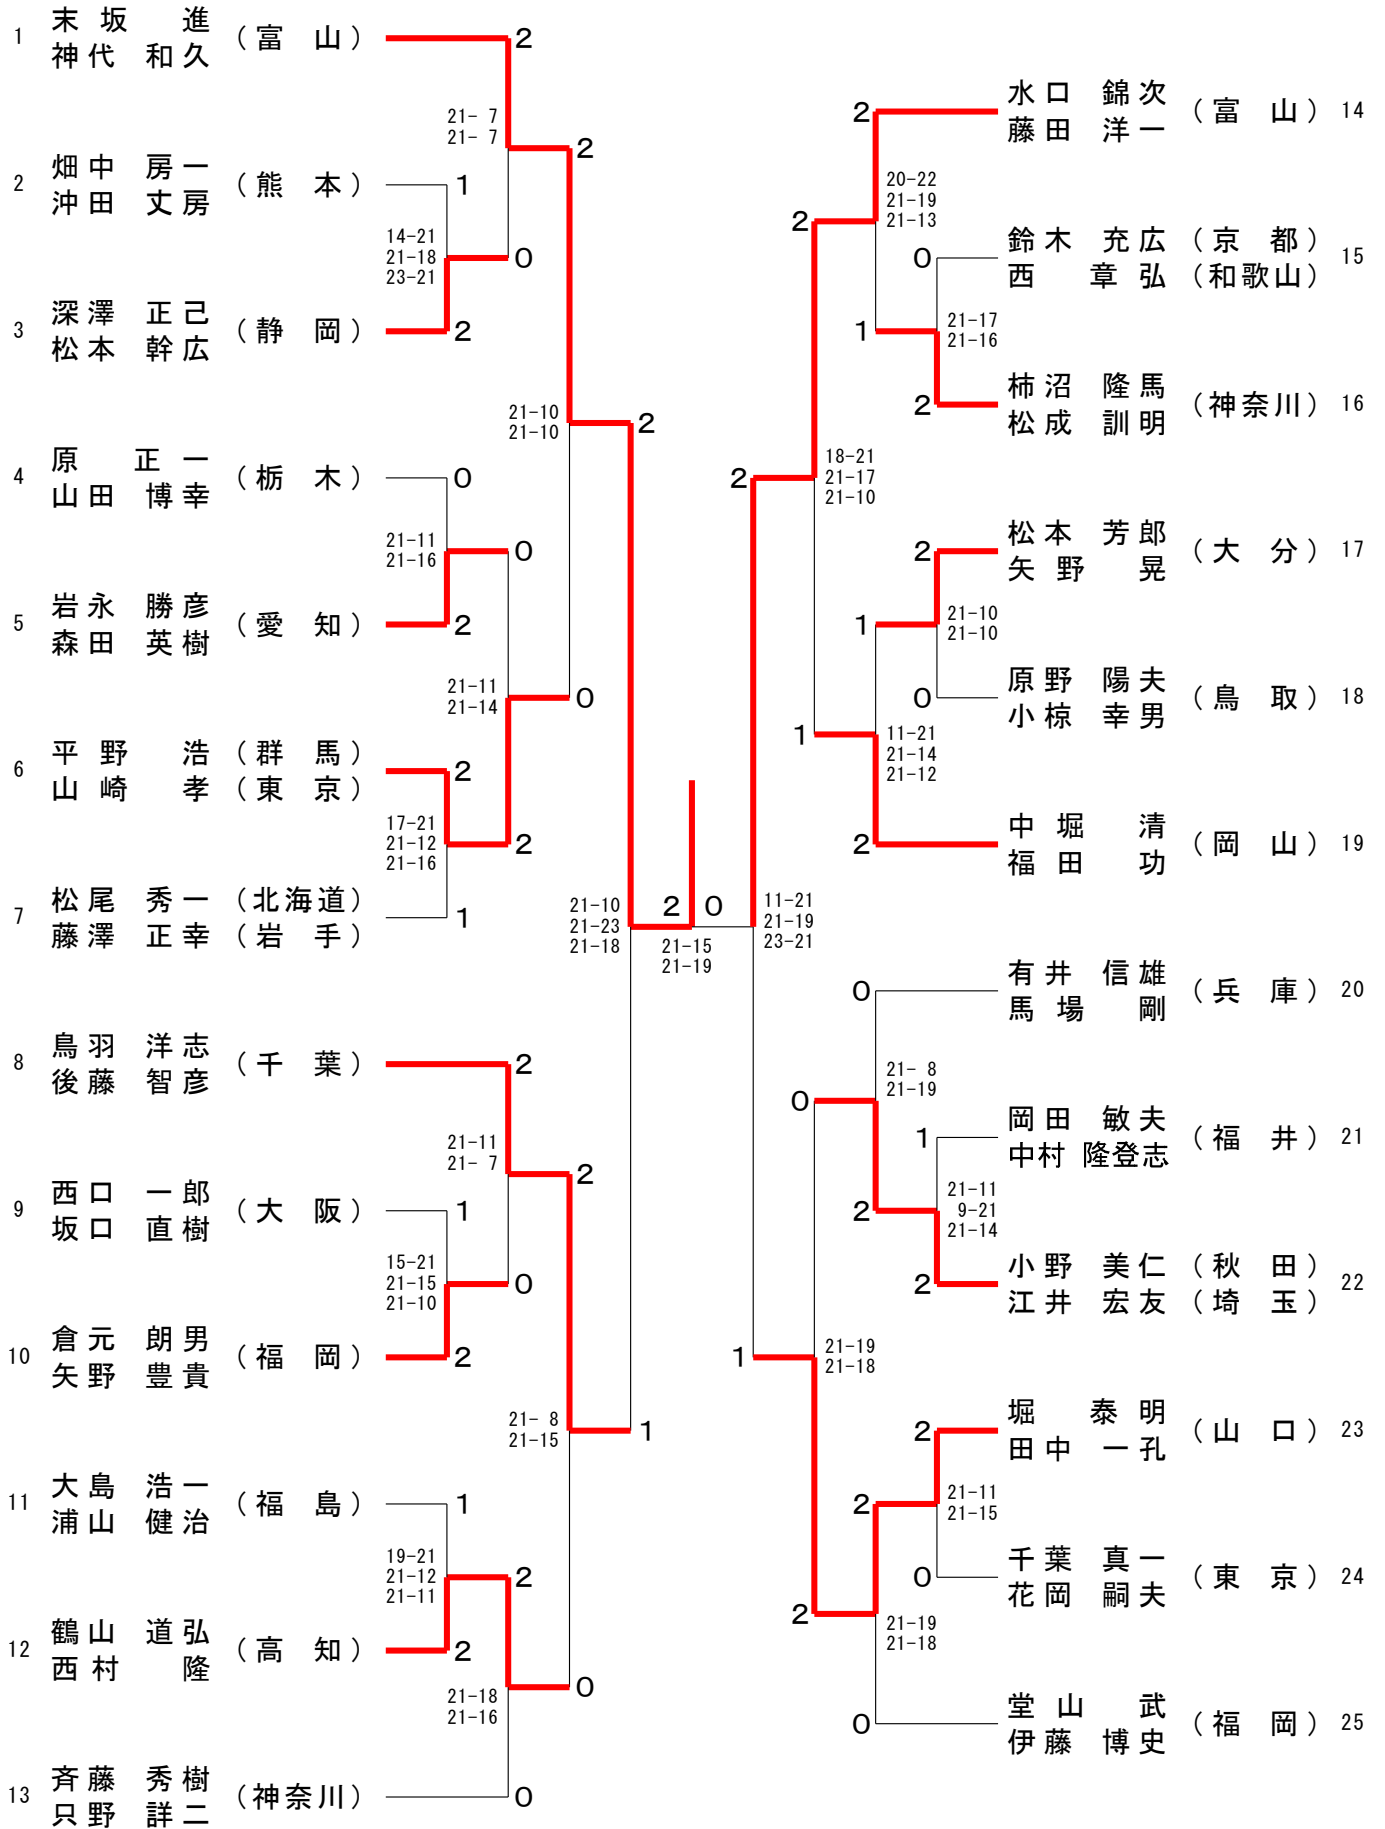 1 末坂 進 (富 山)
神代 和久
2
21- 7
21- 7
2
2 畑中 房一 (熊 本)
沖田 丈房
1
14-21
21-18
23-21
0
3 深澤 正己 (静 岡)
松本 幹広
2
21-10
21-10
2
4 原 正一 (栃 木)
山田 博幸
0
21-11
21-16
0
5 岩永 勝彦 (愛 知)
森田 英樹
2
21-11
21-14
0
6 平野 浩 (群 馬)
山崎 孝 (東 京)
2
17-21
21-12
21-16
2
7 松尾 秀一 (北海道)
藤澤 正幸 (岩 手)
1
21-10
21-23
21-18
2 0
21-15
21-19
8 鳥羽 洋志 (千 葉)
後藤 智彦
2
21-11
21- 7
2
9 西口 一郎 (大 阪)
坂口 直樹
1
15-21
21-15
21-10
0
10 倉元 朗男 (福 岡)
矢野 豊貴
2
21- 8
21-15
1
11 大島 浩一 (福 島)
浦山 健治
1
19-21
21-12
21-11
2
12 鶴山 道弘 (高 知)
西村 隆
2
21-18
21-16
0
13 斉藤 秀樹 (神奈川)
只野 詳二
0
2
水口 錦次 (富 山) 14
藤田 洋一
20-22
21-19
21-13
2
0
鈴木 充広 (京 都) 15
西 章弘 (和歌山)
1
21-17
21-16
2
柿沼 隆馬 (神奈川) 16
松成 訓明
2
18-21
21-17
21-10
2
松本 芳郎 (大 分) 17
矢野 晃
1
21-10
21-10
0
原野 陽夫 (鳥 取) 18
小椋 幸男
1
11-21
21-14
21-12
2
中堀 清 (岡 山) 19
福田 功
11-21
21-19
23-21
0
有井 信雄 (兵 庫) 20
馬場 剛
0
21- 8
21-19
1
岡田 敏夫 (福 井) 21
中村 隆登志
2
21-11
9-21
21-14
2
小野 美仁 (秋 田) 22
江井 宏友 (埼 玉)
1
21-19
21-18
2
堀 泰明 (山 口) 23
田中 一孔
2
21-11
21-15
0
千葉 真一 (東 京) 24
花岡 嗣夫
2
21-19
21-18
0
堂山 武 (福 岡) 25
伊藤 博史